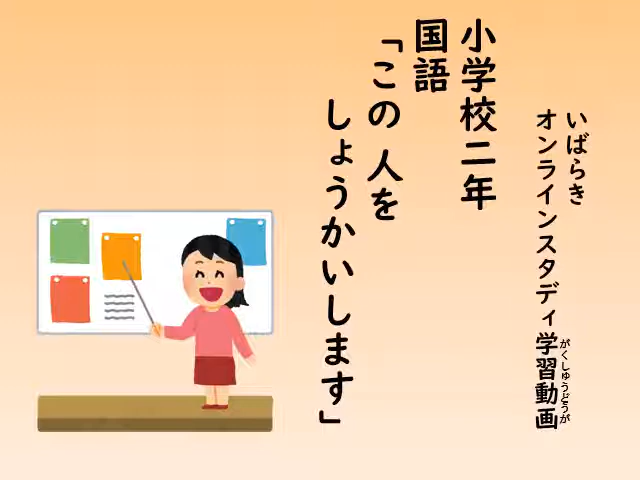 いばらき
オンラインスタディ学習動画
がくしゅうどうが
小学校二年
国語
「この 人を
しょうかいします」